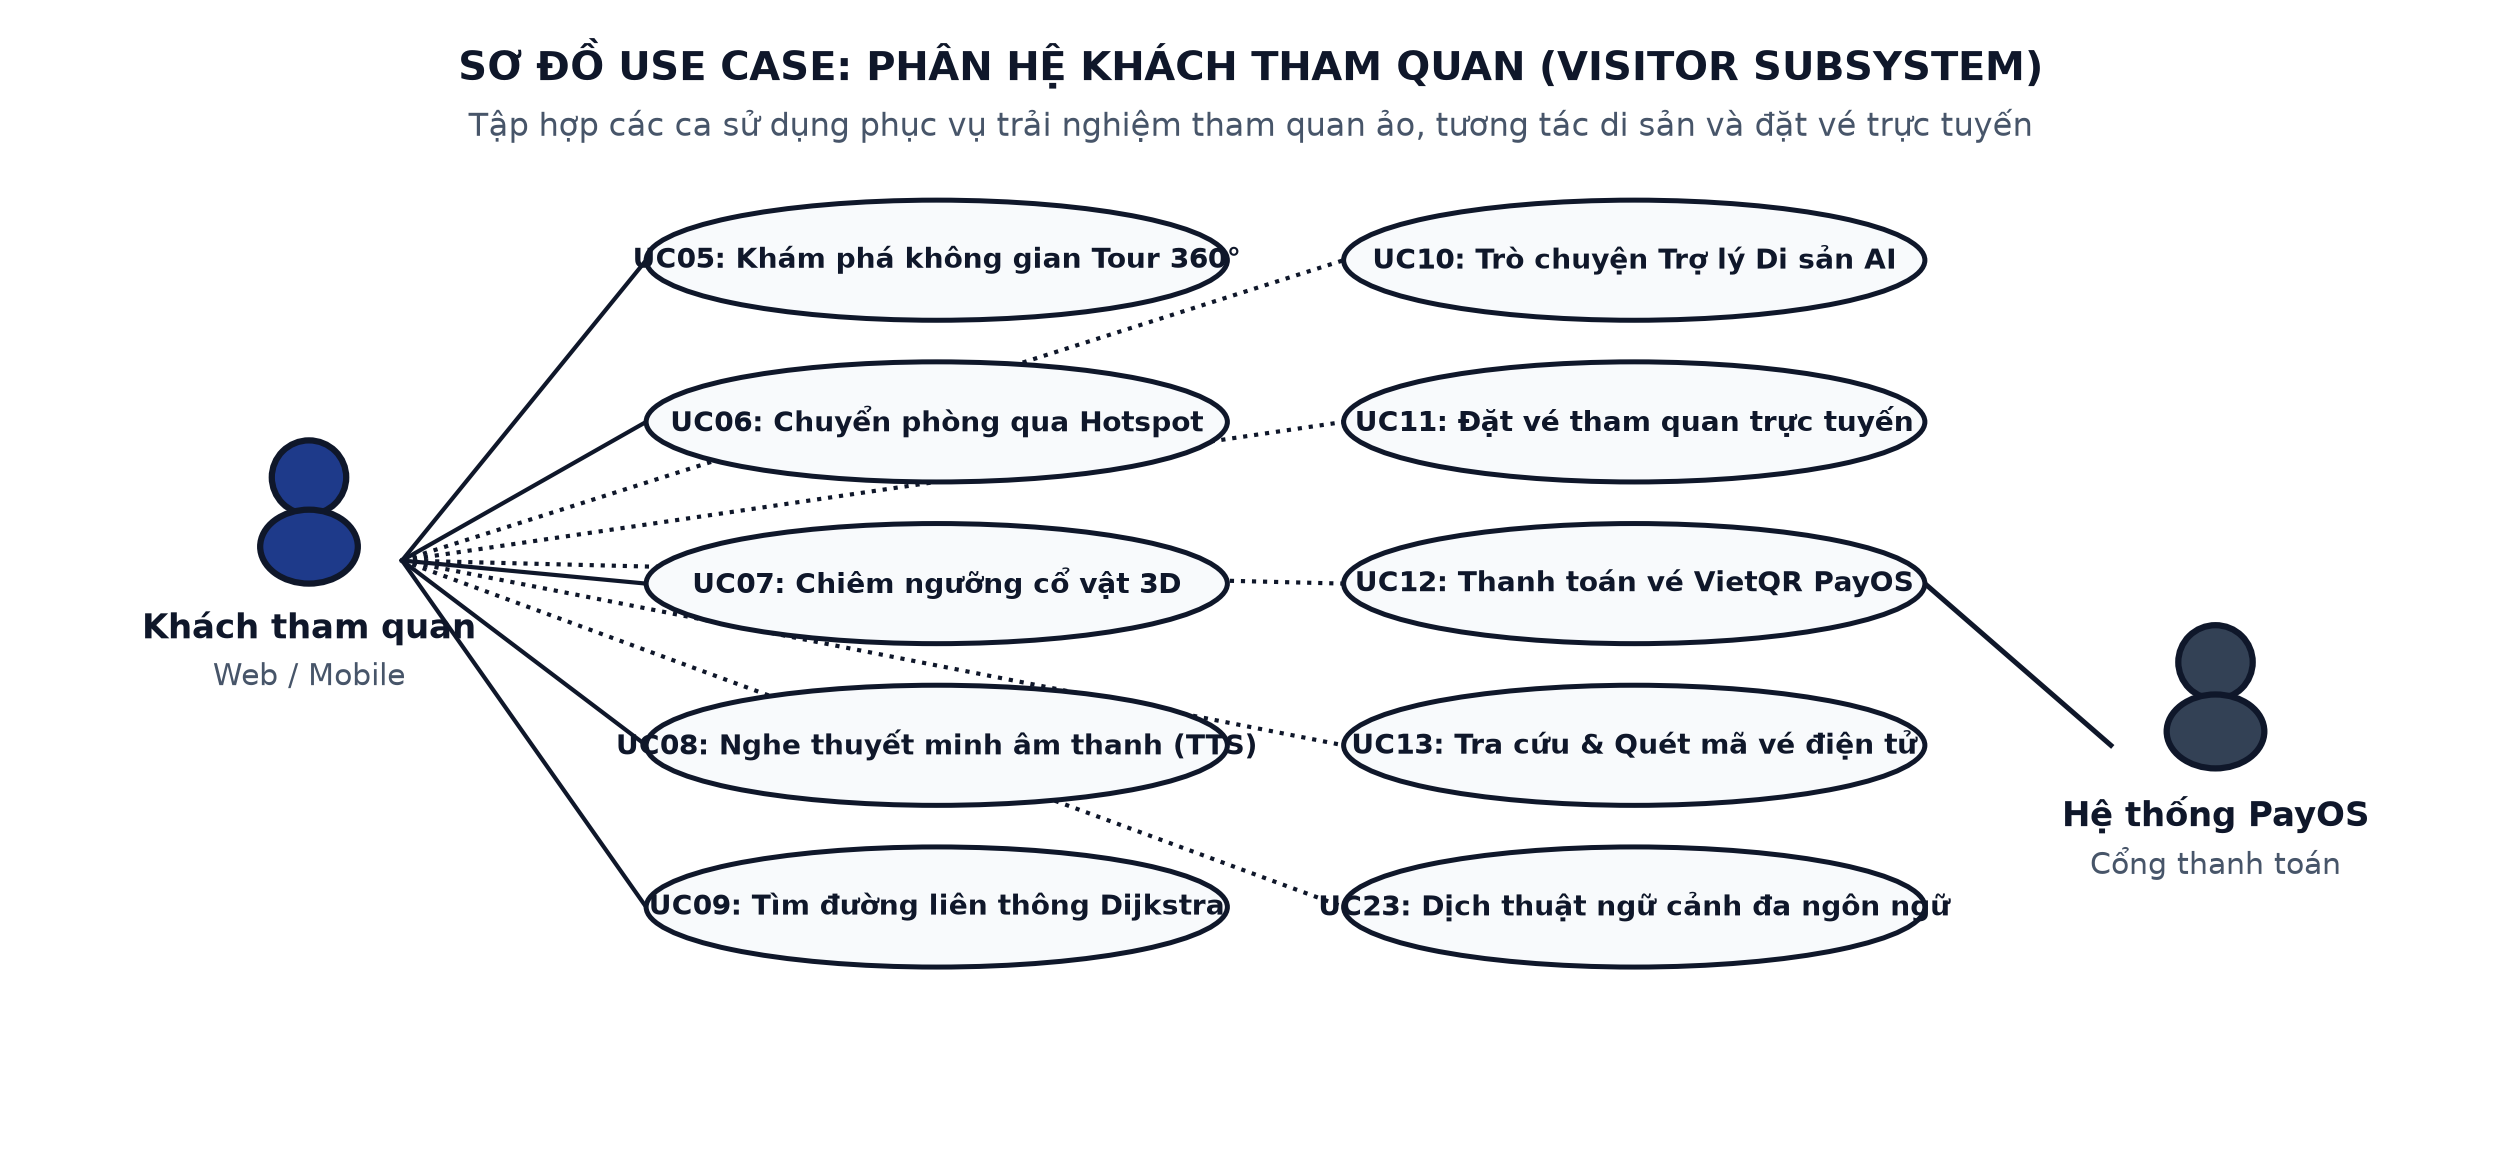 SƠ ĐỒ USE CASE: PHÂN HỆ KHÁCH THAM QUAN (VISITOR SUBSYSTEM)
Tập hợp các ca sử dụng phục vụ trải nghiệm tham quan ảo, tương tác di sản và đặt vé trực tuyến
UC05: Khám phá không gian Tour 360°
UC10: Trò chuyện Trợ lý Di sản AI
UC06: Chuyển phòng qua Hotspot
UC11: Đặt vé tham quan trực tuyến
UC07: Chiêm ngưỡng cổ vật 3D
UC12: Thanh toán vé VietQR PayOS
Khách tham quan
Web / Mobile
UC08: Nghe thuyết minh âm thanh (TTS)
UC13: Tra cứu & Quét mã vé điện tử
Hệ thống PayOS
Cổng thanh toán
UC09: Tìm đường liên thông Dijkstra
UC23: Dịch thuật ngữ cảnh đa ngôn ngữ